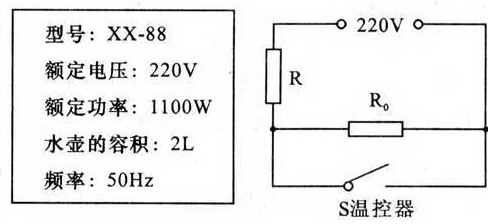 型号: XX-88
额定电压: 220V
额定功率: 1100W
水壶的容积: 2L
频率: 50Hz
220V
R
R₀
S温控器